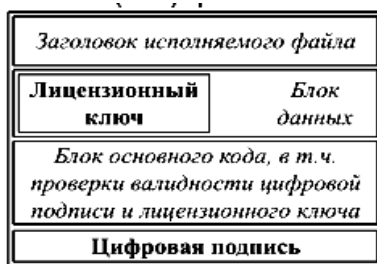 Заголовок исполняемого файла
Лицензионный
ключ
Блок
данных
Блок основного кода, в т.ч.
проверки валидности цифровой
подписи и лицензионного ключа
Цифровая подпись